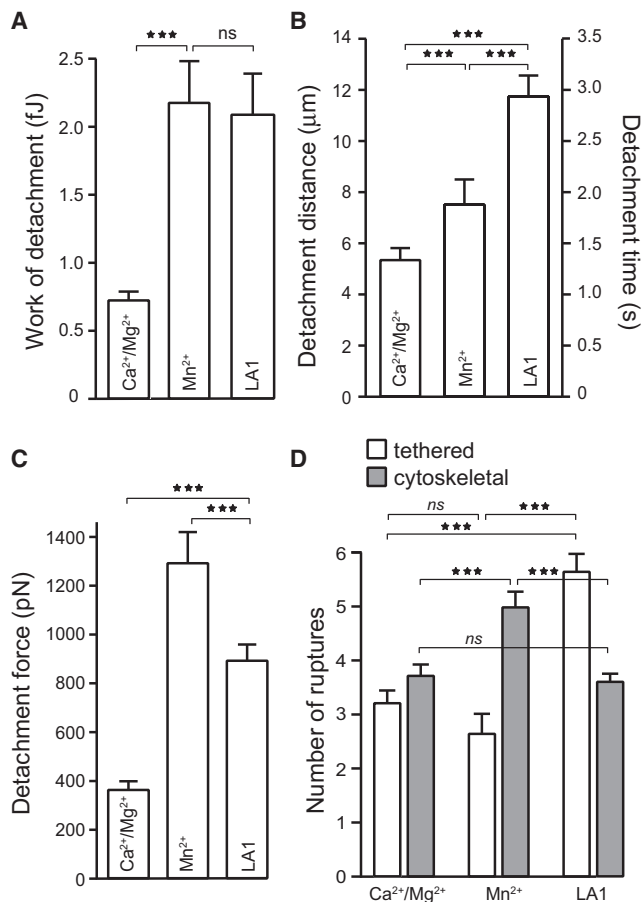 A
★★★
ns
Work of detachment (fJ)
2.5
2.0
1.5
1.0
0.5
0
Ca²⁺/Mg²⁺
Mn²⁺
LA1
B
★★★
★★★
★★★
Detachment distance (µm)
14
12
10
8
6
4
2
0
Ca²⁺/Mg²⁺
Mn²⁺
LA1
3.5
3.0
2.5
2.0
1.5
1.0
0.5
0
Detachment time (s)
C
★★★
★★★
Detachment force (pN)
1400
1200
1000
800
600
400
200
0
Ca²⁺/Mg²⁺
Mn²⁺
LA1
D
tethered
cytoskeletal
ns
★★★
★★★
★★★
★★★
ns
Number of ruptures
6
5
4
3
3
2
1
0
Ca²⁺/Mg²⁺
Mn²⁺
LA1